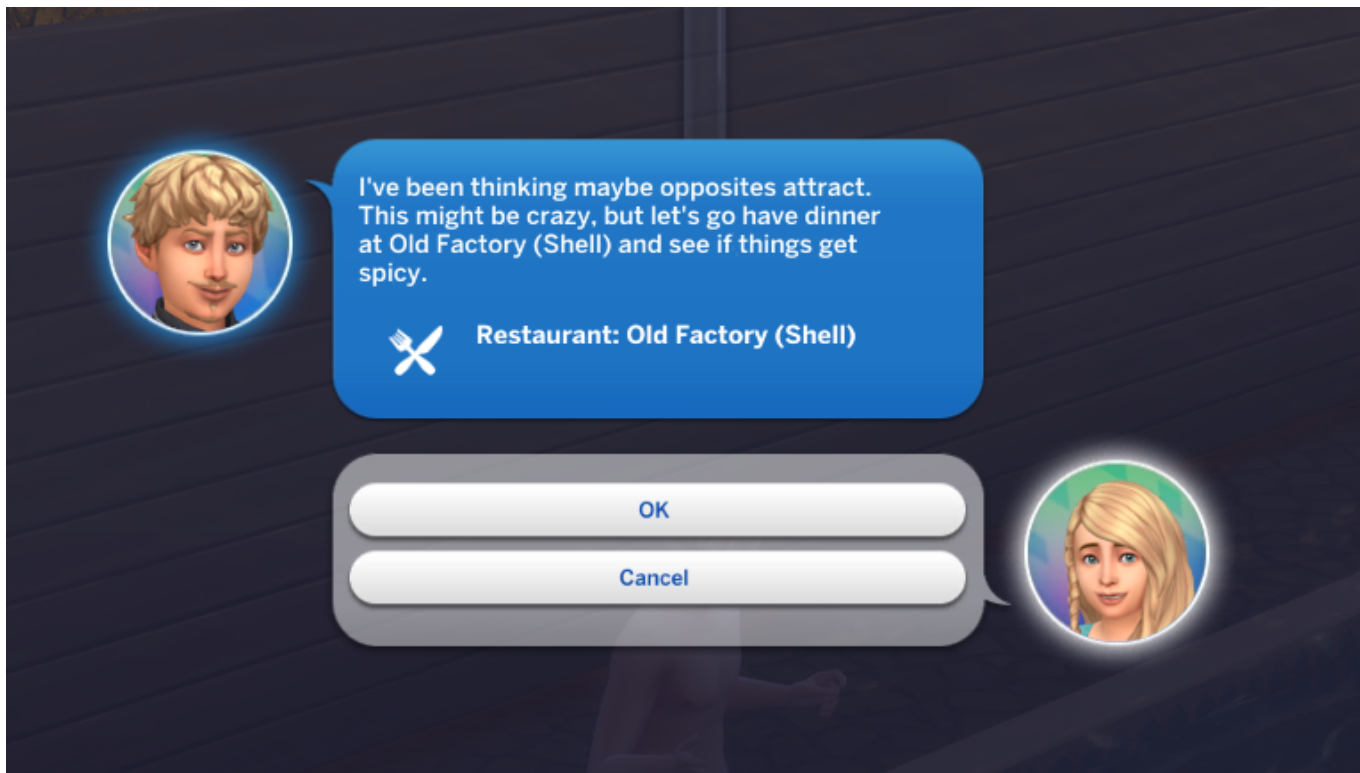 I've been thinking maybe opposites attract.
This might be crazy, but let's go have dinner
at Old Factory (Shell) and see if things get
spicy.
Restaurant: Old Factory (Shell)
OK
Cancel